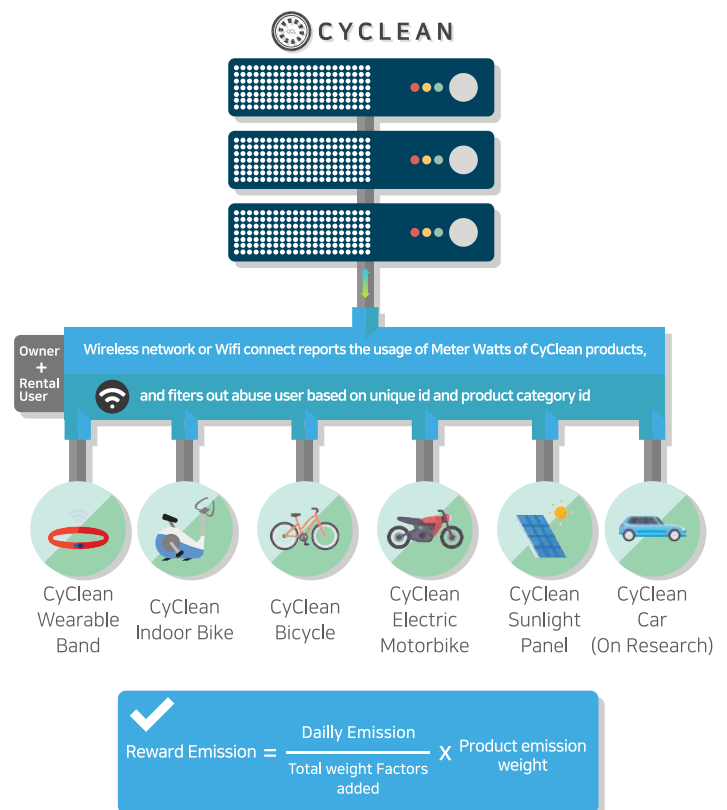 CCL
CYCLEAN
Owner
+
Rental
User
Wireless network or Wifi connect reports the usage of Meter Watts of CyClean products,
and fiters out abuse user based on unique id and product category id
CyClean
Wearable
Band
CyClean
Indoor Bike
CyClean
Bicycle
CyClean
Electric
Motorbike
CyClean
Sunlight
Panel
CyClean
Car
(On Research)
Reward Emission =
Dailly Emission
Total weight Factors
added
X
Product emission
weight